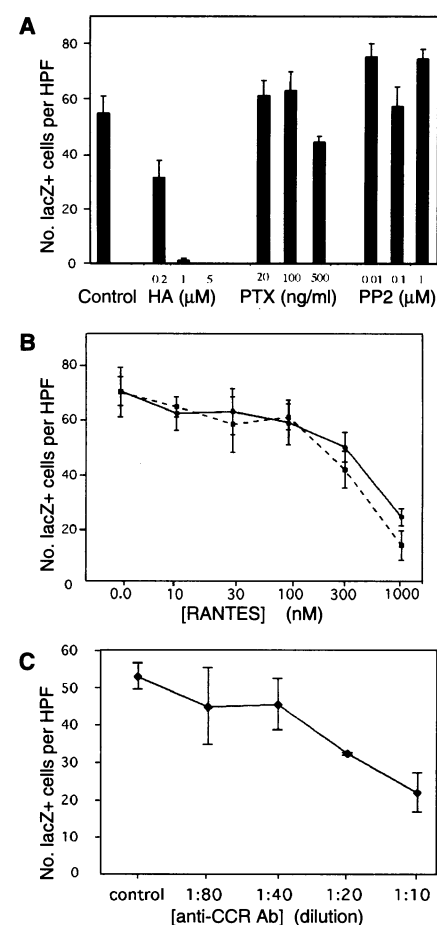 A
No. lacZ+ cells per HPF
80
60
40
20
0
0.2 1 5 20 100 500 0.01 0.1 1
Control HA (µM) PTX (ng/ml) PP2 (µM)
B
No. lacZ+ cells per HPF
80
60
40
20
0
0.0 10 30 100 300 1000
[RANTES] (nM)
C
No. lacZ+ cells per HPF
60
50
40
30
20
10
0
control 1:80 1:40 1:20 1:10
[anti-CCR Ab] (dilution)